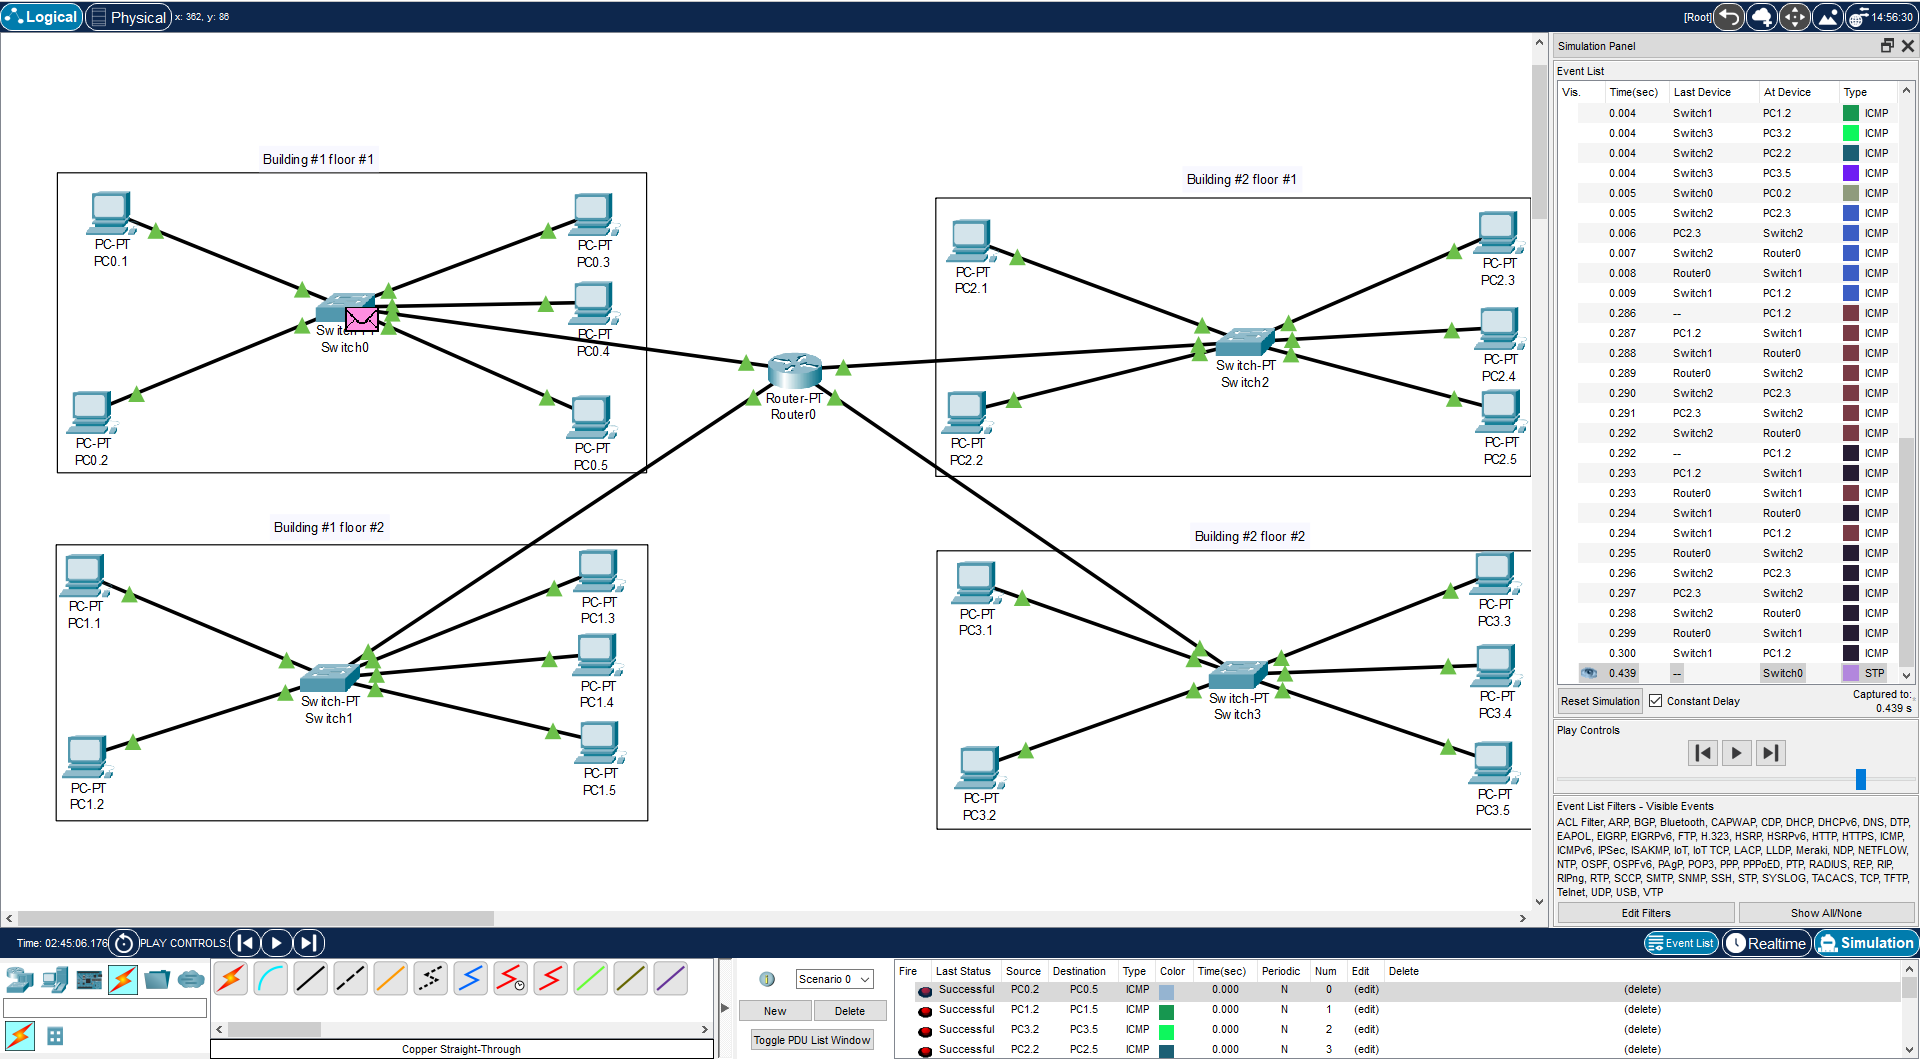 Logical Physical x: 362, y: 86 [Root] 14:56:30
Building #1 floor #1
PC-PT
PC0.1
PC-PT
PC0.3
PC-PT
PC0.4
Switch0
PC-PT
PC0.2
PC-PT
PC0.5
Building #2 floor #1
PC-PT
PC2.1
PC-PT
PC2.3
PC-PT
PC2.4
Switch-PT
Switch2
PC-PT
PC2.2
PC-PT
PC2.5
Router-PT
Router0
Building #1 floor #2
PC-PT
PC1.1
PC-PT
PC1.3
PC-PT
PC1.4
Switch-PT
Switch1
PC-PT
PC1.2
PC-PT
PC1.5
Building #2 floor #2
PC-PT
PC3.1
PC-PT
PC3.3
PC-PT
PC3.4
Switch-PT
Switch3
PC-PT
PC3.2
PC-PT
PC3.5
Simulation Panel
Event List
Vis. Time(sec) Last Device At Device Type
0.004 Switch1 PC1.2 ICMP
0.004 Switch3 PC3.2 ICMP
0.004 Switch2 PC2.2 ICMP
0.004 Switch3 PC3.5 ICMP
0.005 Switch0 PC0.2 ICMP
0.005 Switch2 PC2.3 ICMP
0.006 PC2.3 Switch2 ICMP
0.007 Switch2 Router0 ICMP
0.008 Router0 Switch1 ICMP
0.009 Switch1 PC1.2 ICMP
0.286 -- PC1.2 ICMP
0.287 PC1.2 Switch1 ICMP
0.288 Switch1 Router0 ICMP
0.289 Router0 Switch2 ICMP
0.290 Switch2 PC2.3 ICMP
0.291 PC2.3 Switch2 ICMP
0.292 Switch2 Router0 ICMP
0.292 -- PC1.2 ICMP
0.293 PC1.2 Switch1 ICMP
0.293 Router0 Switch1 ICMP
0.294 Switch1 Router0 ICMP
0.294 Switch1 PC1.2 ICMP
0.295 Router0 Switch2 ICMP
0.296 Switch2 PC2.3 ICMP
0.297 PC2.3 Switch2 ICMP
0.298 Switch2 Router0 ICMP
0.299 Router0 Switch1 ICMP
0.300 Switch1 PC1.2 ICMP
0.439 -- Switch0 STP
Reset Simulation Constant Delay Captured to:
0.439 s
Play Controls
Event List Filters - Visible Events
ACL Filter, ARP, BGP, Bluetooth, CAPWAP, CDP, DHCP, DHCPv6, DNS, DTP,
EAPOL, EIGRP, EIGRPv6, FTP, H.323, HSRP, HSRPv6, HTTP, HTTPS, ICMP,
ICMPv6, IPSec, ISAKMP, IoT, IoT TCP, LACP, LLDP, Meraki, NDP, NETFLOW,
NTP, OSPF, OSPFv6, PAgP, POP3, PPP, PPPoED, PTP, RADIUS, REP, RIP,
RIPng, RTP, SCCP, SMTP, SNMP, SSH, STP, SYSLOG, TACACS, TCP, TFTP,
Telnet, UDP, USB, VTP
Edit Filters Show All/None
Time: 02:45:06.176 PLAY CONTROLS: Event List Realtime Simulation
Copper Straight-Through
Scenario 0
New Delete
Toggle PDU List Window
Fire Last Status Source Destination Type Color Time(sec) Periodic Num Edit Delete
Successful PC0.2 PC0.5 ICMP 0.000 N 0 (edit) (delete)
Successful PC1.2 PC1.5 ICMP 0.000 N 1 (edit) (delete)
Successful PC3.2 PC3.5 ICMP 0.000 N 2 (edit) (delete)
Successful PC2.2 PC2.5 ICMP 0.000 N 3 (edit) (delete)